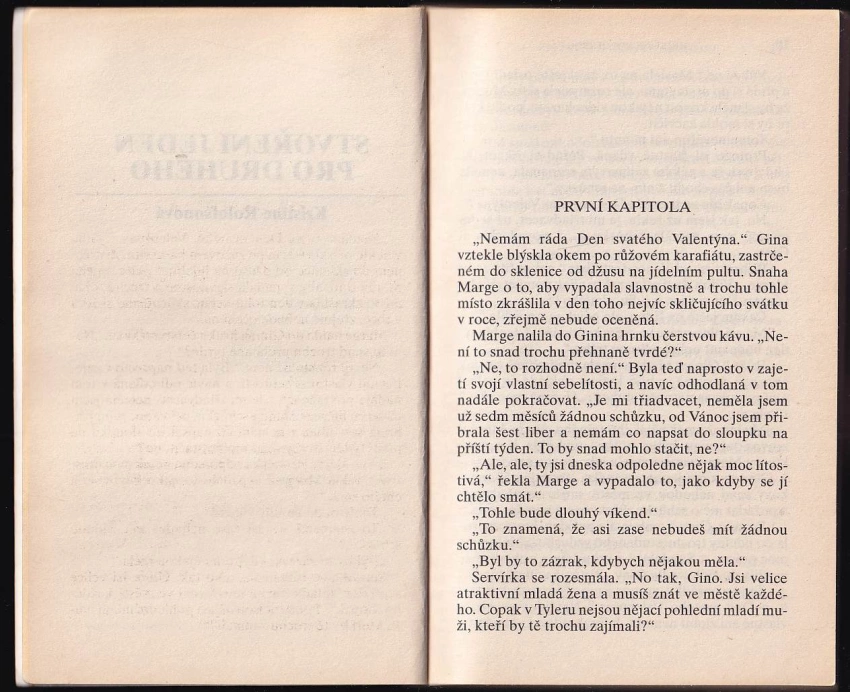 PRVNÍ KAPITOLA
„Nemám ráda Den svatého Valentýna.“ Gina
vztekle blýskla okem po růžovém karafiátu, zastrče-
ném do sklenice od džusu na jídelním pultu. Snaha
Marge o to, aby vypadala slavnostně a trochu tohle
místo zkrášlila v den toho nejvíc skličujícího svátku
v roce, zřejmě nebude oceněná.
Marge nalila do Ginina hrnku čerstvou kávu. „Ne-
ní to snad trochu přehnaně tvrdé?“
„Ne, to rozhodně není.“ Byla teď naprosto v zaje-
tí svojí vlastní sebelítosti, a navíc odhodlaná v tom
nadále pokračovat. „Je mi třiadvacet, neměla jsem
už sedm měsíců žádnou schůzku, od Vánoc jsem při-
brala šest liber a nemám co napsat do sloupku na
příští týden. To by snad mohlo stačit, ne?“
„Ale, ale, ty jsi dneska odpoledne nějak moc lítos-
tivá,“ řekla Marge a vypadalo to, jako kdyby se jí
chtělo smát.“
„Tohle bude dlouhý víkend.“
„To znamená, že asi zase nebudeš mít žádnou
schůzku.“
„Byl by to zázrak, kdybych nějakou měla.“
Servírka se rozesmála. „No tak, Gino. Jsi velice
atraktivní mladá žena a musíš znát ve městě každé-
ho. Copak v Tyleru nejsou nějací pohlední mladí mu-
ži, kteří by tě trochu zajímali?“